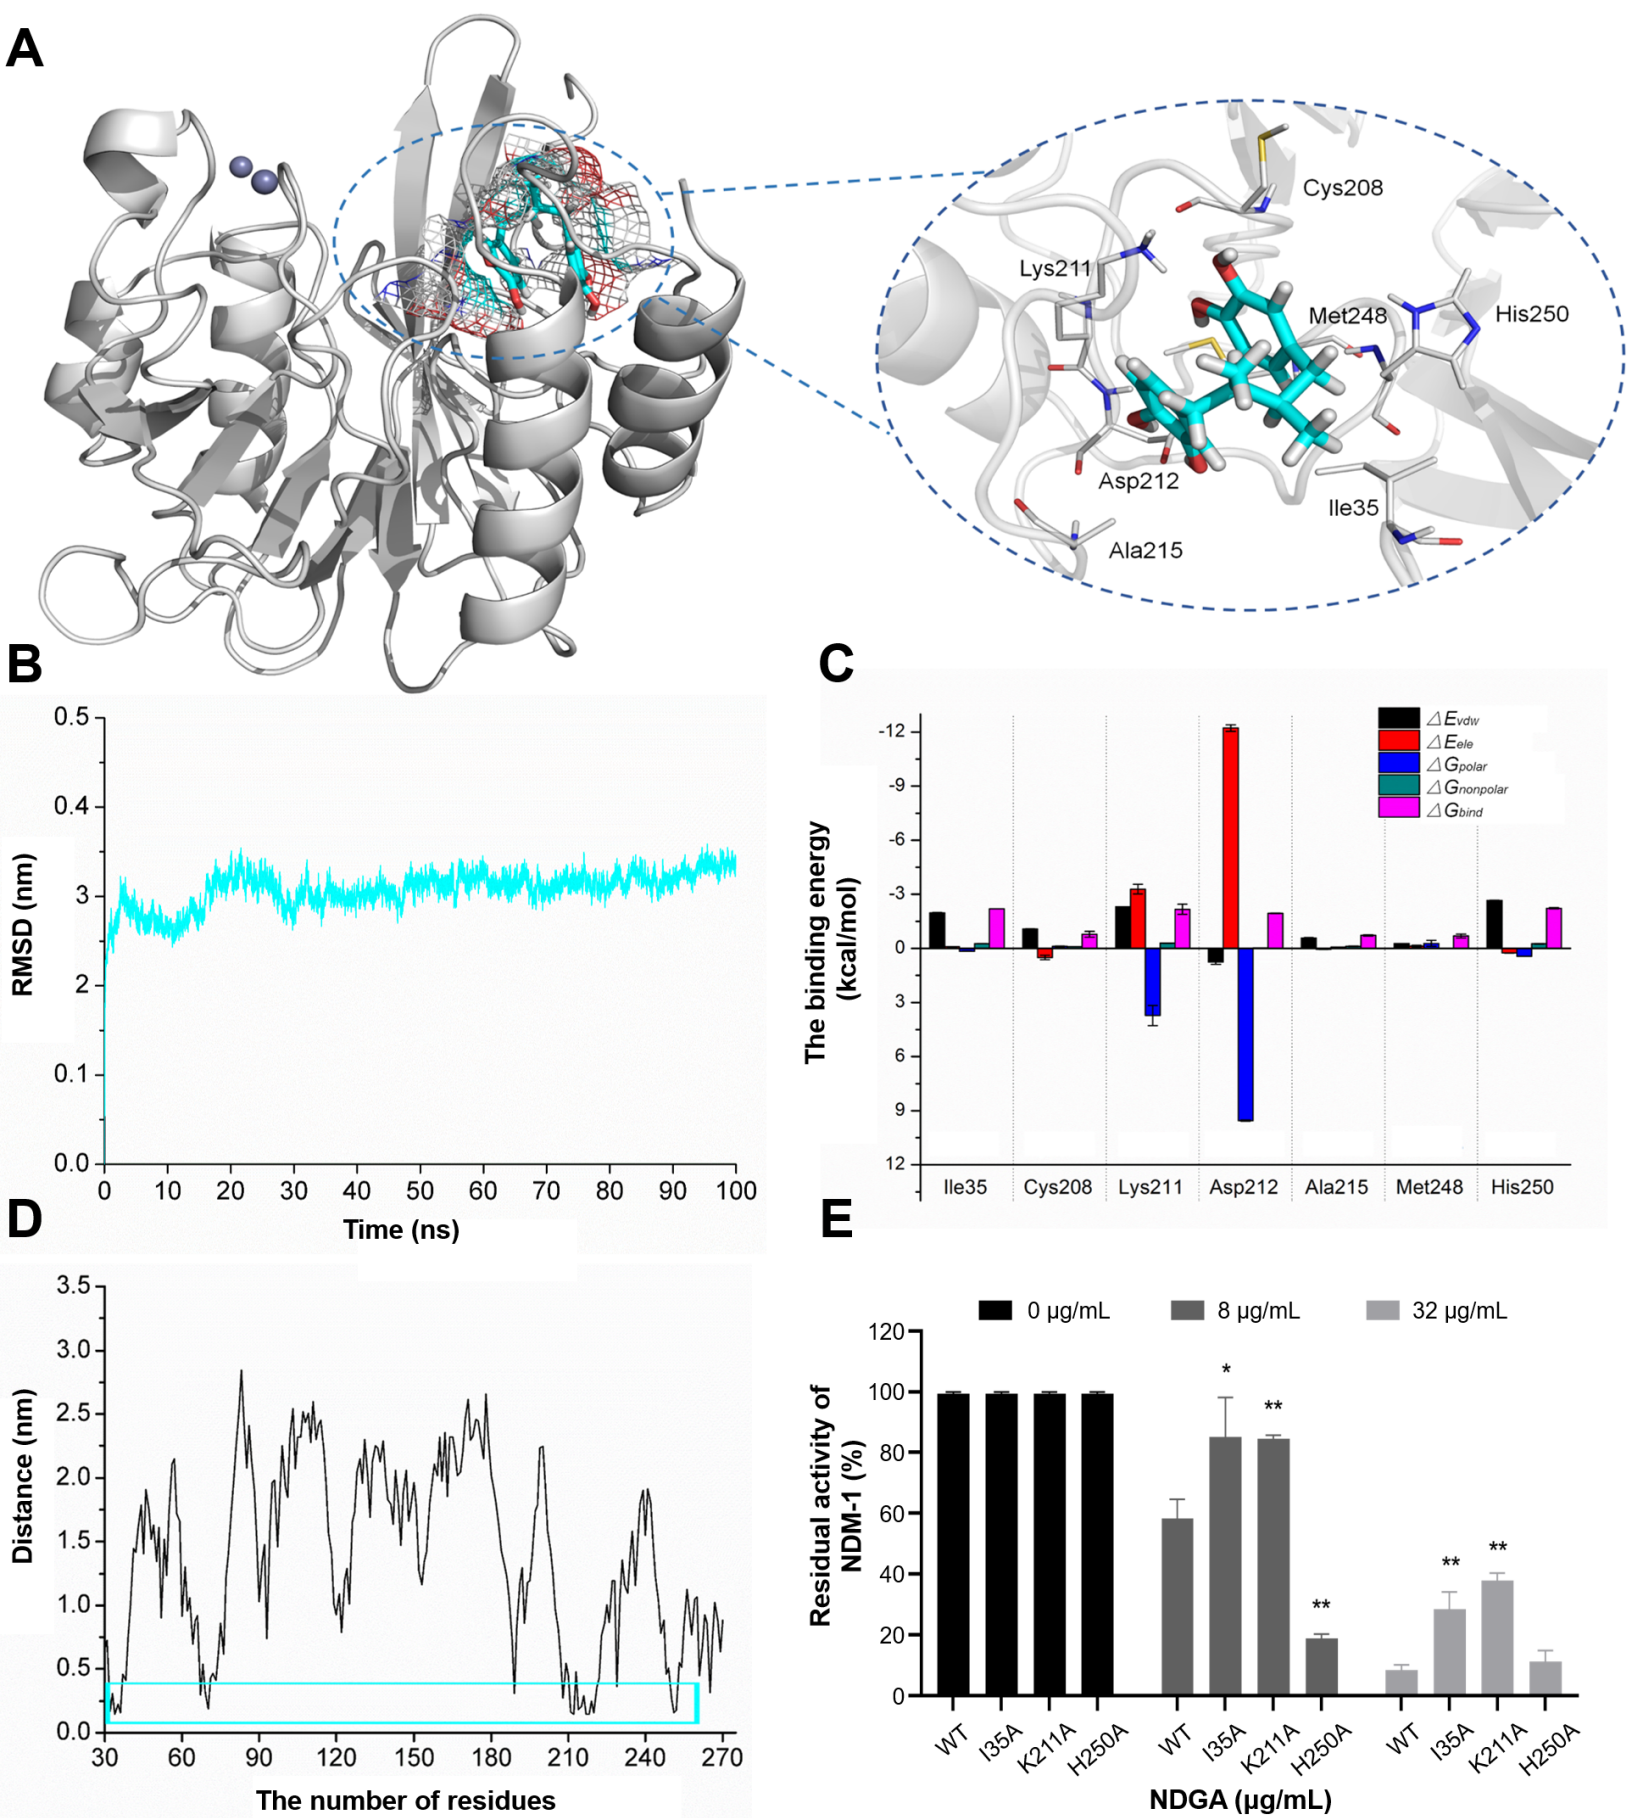 A
Cys208
Lys211
Met248
His250
Asp212
Ile35
Ala215
B
0.5
0.4
3
2
0.1
0.0
RMSD (nm)
0 10 20 30 40 50 60 70 80 90 100
Time (ns)
C
△Evdw
△Eele
△Gpolar
△Gnonpolar
△Gbind
-12
-9
-6
-3
0
3
6
9
12
The binding energy
(kcal/mol)
Ile35 Cys208 Lys211 Asp212 Ala215 Met248 His250
D
3.5
3.0
2.5
2.0
1.5
1.0
0.5
0.0
Distance (nm)
30 60 90 120 150 180 210 240 270
The number of residues
E
0 µg/mL 8 µg/mL 32 µg/mL
120
100
80
60
40
20
0
Residual activity of
NDM-1 (%)
* ** ** ** **
WT I35A K211A H250A WT I35A K211A H250A WT I35A K211A H250A
NDGA (µg/mL)